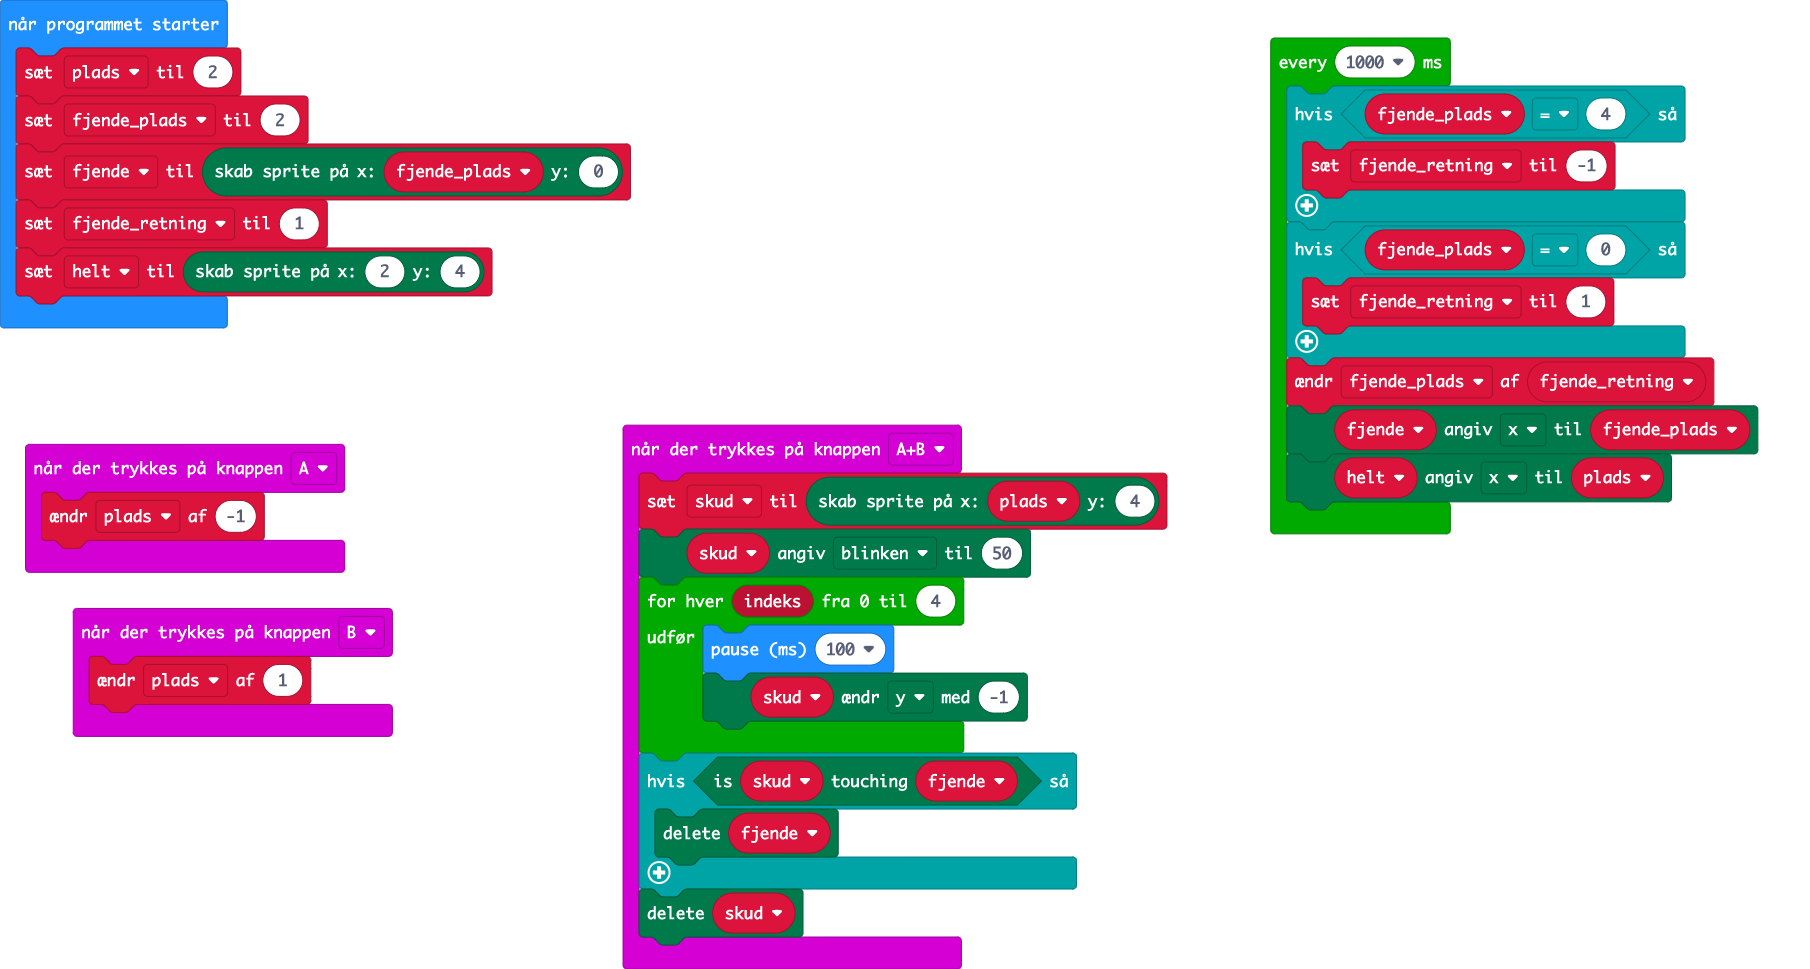 når programmet starter
sæt plads til 2
sæt fjende_plads til 2
sæt fjende til skab sprite på x: fjende_plads y: 0
sæt fjende_retning til 1
sæt helt til skab sprite på x: 2 y: 4
every 1000 ms
hvis fjende_plads = 4 så
sæt fjende_retning til -1
hvis fjende_plads = 0 så
sæt fjende_retning til 1
ændr fjende_plads af fjende_retning
fjende angiv x til fjende_plads
helt angiv x til plads
når der trykkes på knappen A
ændr plads af -1
når der trykkes på knappen B
ændr plads af 1
når der trykkes på knappen A+B
sæt skud til skab sprite på x: plads y: 4
skud angiv blinken til 50
for hver indeks fra 0 til 4
udfør
pause (ms) 100
skud ændr y med -1
hvis is skud touching fjende så
delete fjende
delete skud